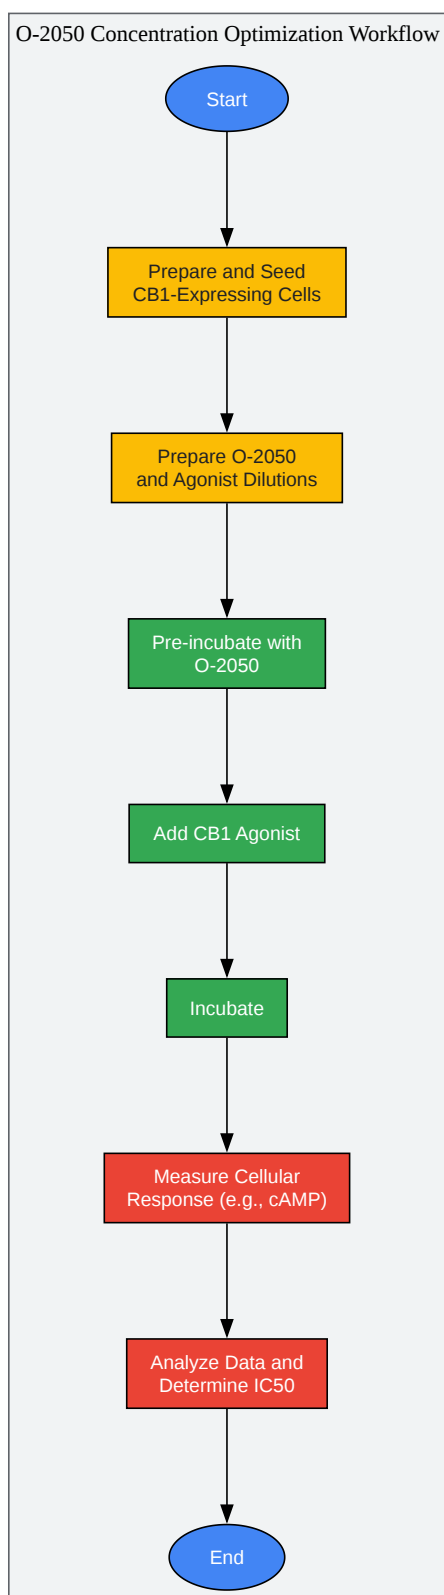 O-2050 Concentration Optimization Workflow
Start
Prepare and Seed
CB1-Expressing Cells
Prepare O-2050
and Agonist Dilutions
Pre-incubate with
O-2050
Add CB1 Agonist
Incubate
Measure Cellular
Response (e.g., cAMP)
Analyze Data and
Determine IC50
End